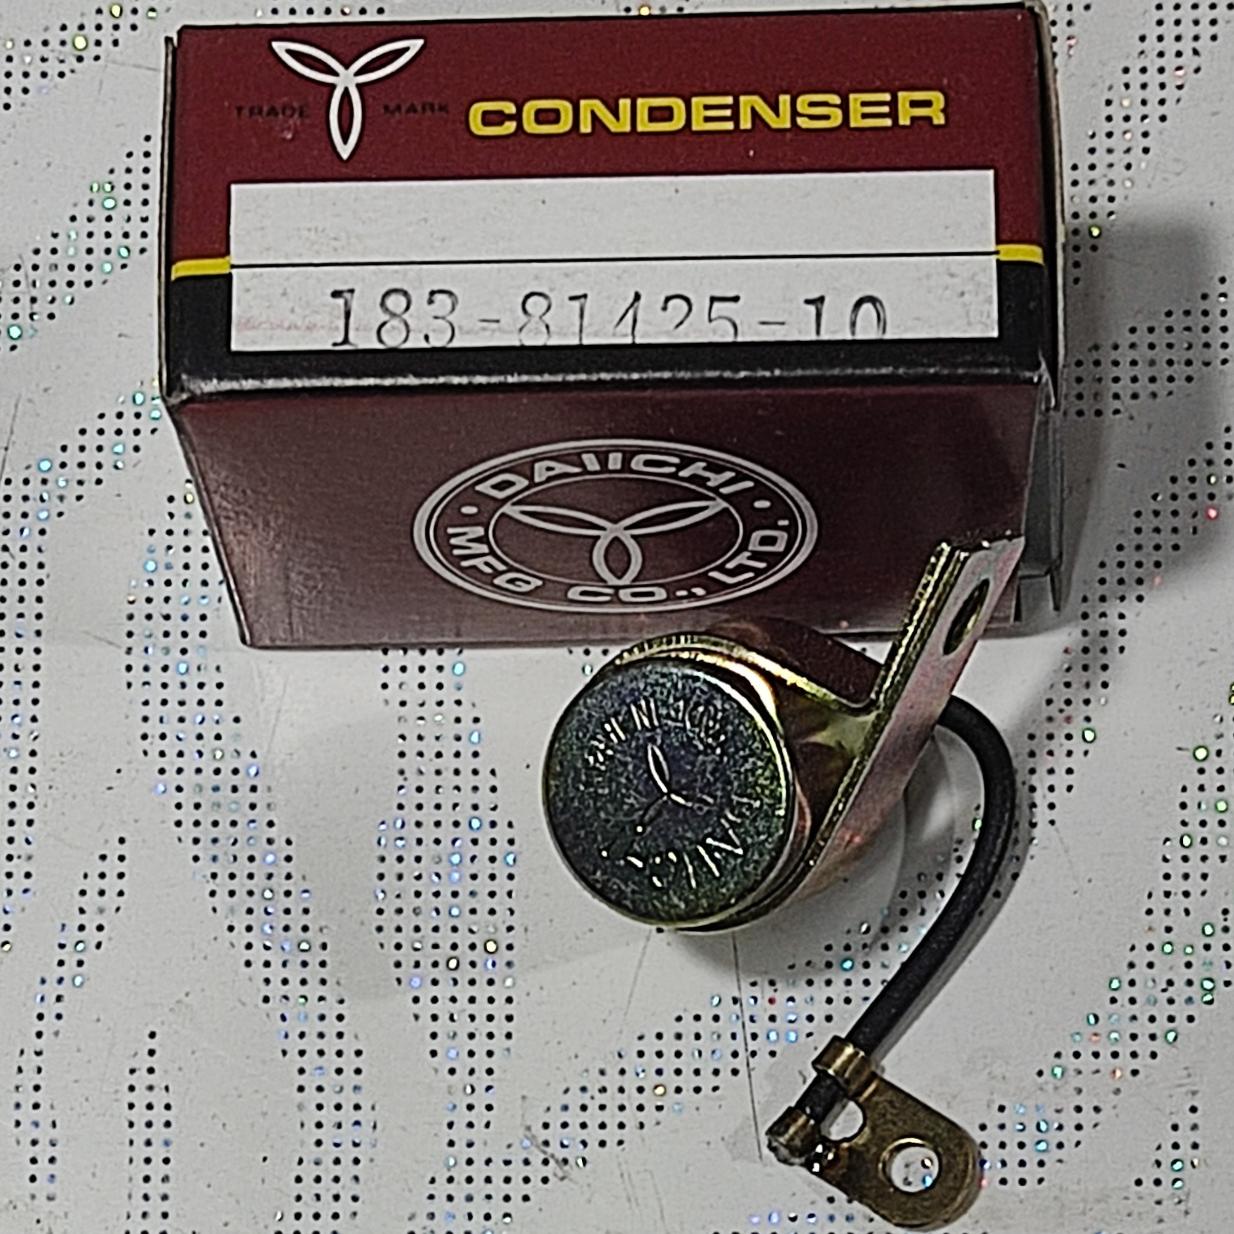 TRADE MARK
CONDENSER
183-81425-10
DAIICHI
MFG CO., LTD.